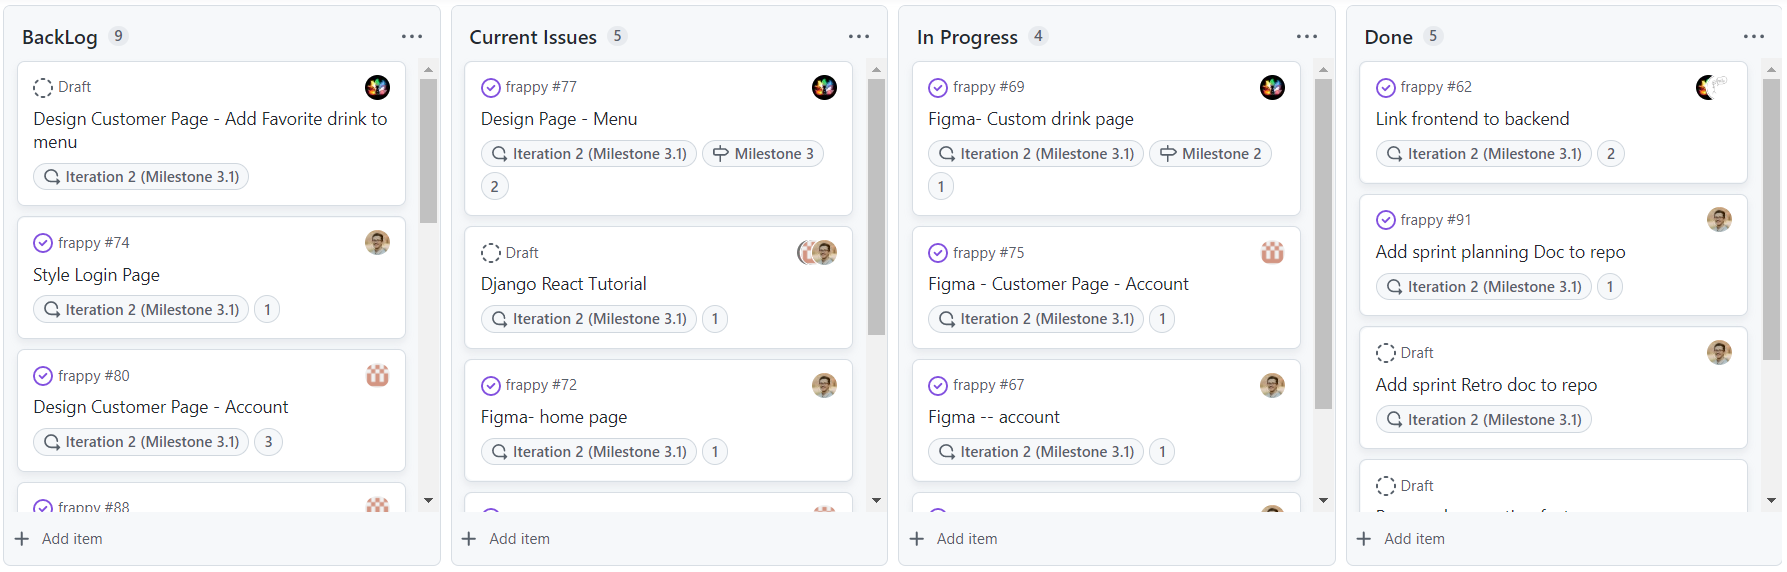 BackLog 9
Draft
Design Customer Page - Add Favorite drink to
menu
Iteration 2 (Milestone 3.1)
frappy #74
Style Login Page
Iteration 2 (Milestone 3.1) 1
frappy #80
Design Customer Page - Account
Iteration 2 (Milestone 3.1) 3
frappy #88
Add item
Current Issues 5
frappy #77
Design Page - Menu
Iteration 2 (Milestone 3.1) Milestone 3
2
Draft
Django React Tutorial
Iteration 2 (Milestone 3.1) 1
frappy #72
Figma- home page
Iteration 2 (Milestone 3.1) 1
Add item
In Progress 4
frappy #69
Figma- Custom drink page
Iteration 2 (Milestone 3.1) Milestone 2
1
frappy #75
Figma - Customer Page - Account
Iteration 2 (Milestone 3.1) 1
frappy #67
Figma -- account
Iteration 2 (Milestone 3.1) 1
Add item
Done 5
frappy #62
Link frontend to backend
Iteration 2 (Milestone 3.1) 2
frappy #91
Add sprint planning Doc to repo
Iteration 2 (Milestone 3.1) 1
Draft
Add sprint Retro doc to repo
Iteration 2 (Milestone 3.1)
Draft
Add item